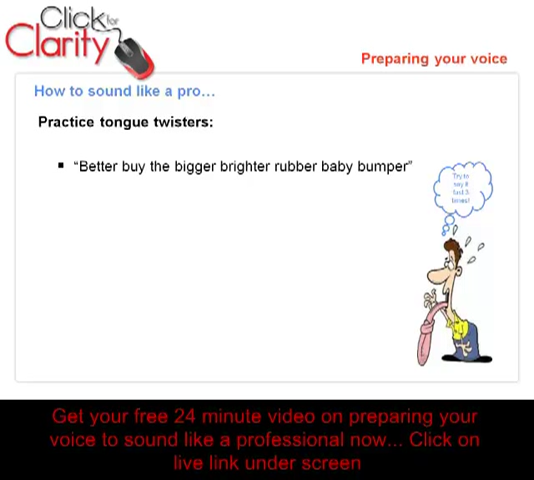 Click for
Clarity
Preparing your voice
How to sound like a pro...
Practice tongue twisters:
▪ “Better buy the bigger brighter rubber baby bumper”
Try to
say it
fast 3
times!
Get your free 24 minute video on preparing your
voice to sound like a professional now... Click on
live link under screen